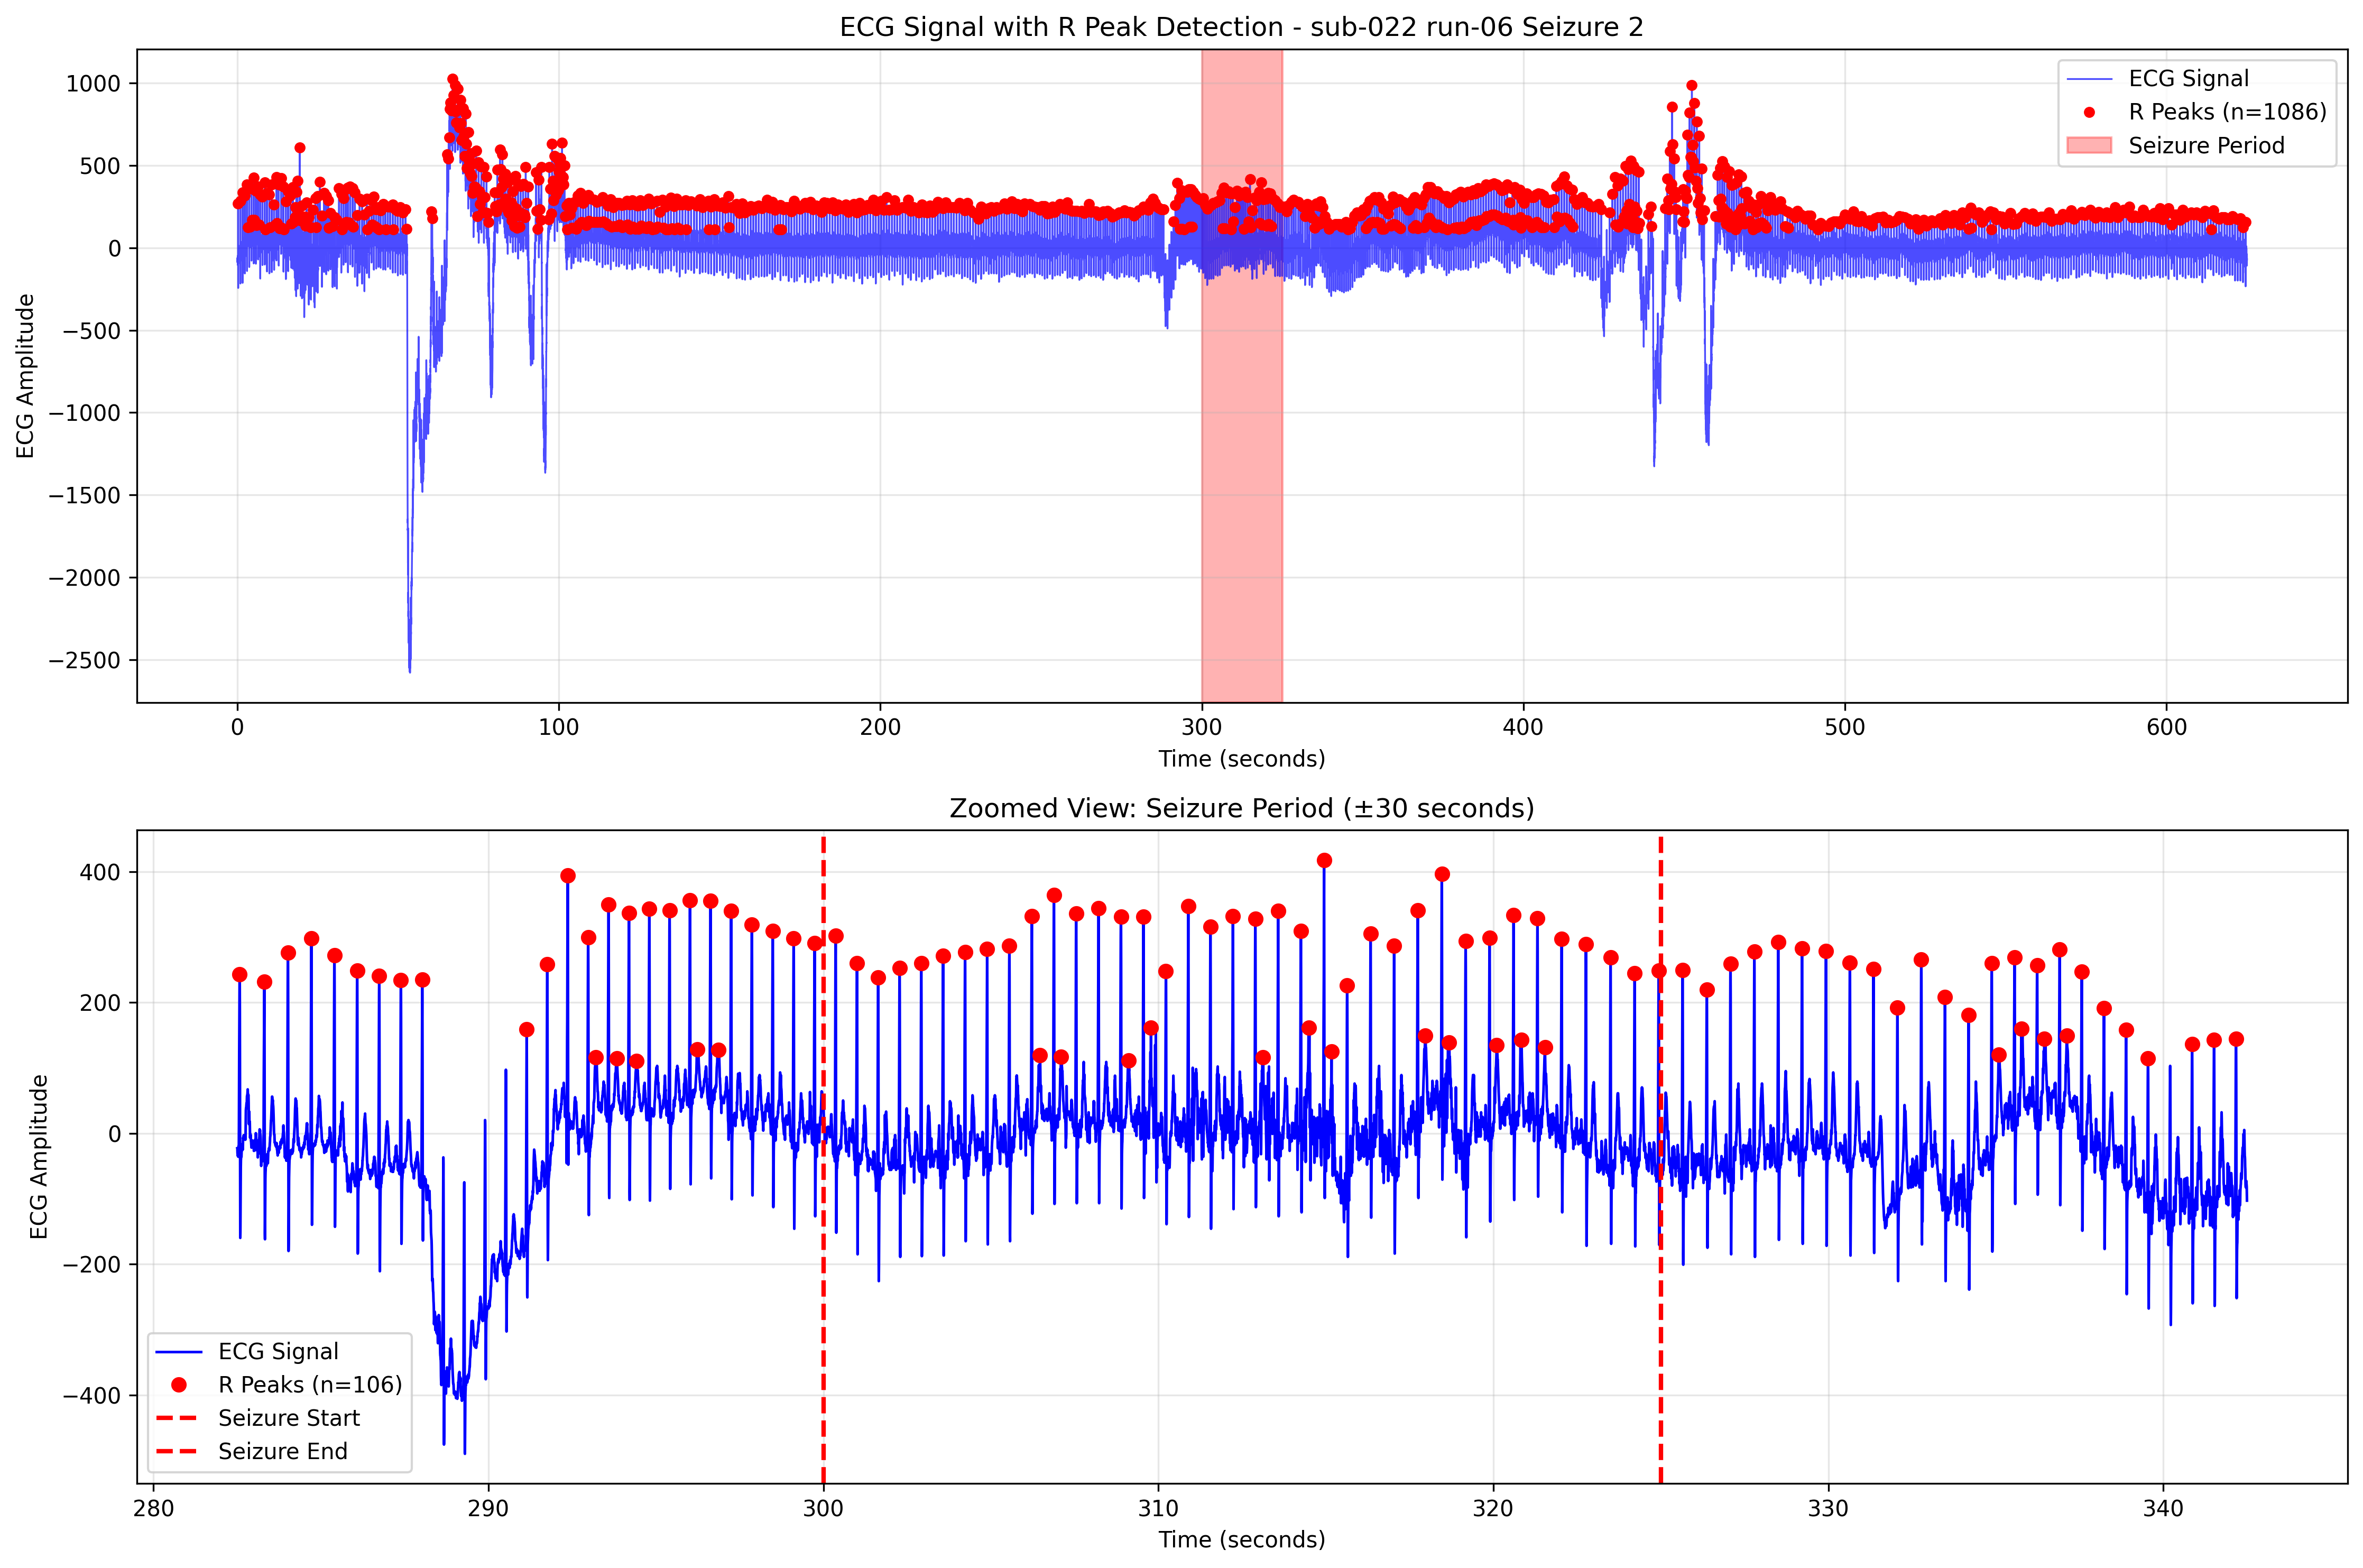 ECG Signal with R Peak Detection - sub-022 run-06 Seizure 2
ECG Amplitude
1000
500
0
−500
−1000
−1500
−2000
−2500
ECG Signal
R Peaks (n=1086)
Seizure Period
0 100 200 300 400 500 600
Time (seconds)
Zoomed View: Seizure Period (±30 seconds)
ECG Amplitude
400
200
0
−200
−400
ECG Signal
R Peaks (n=106)
Seizure Start
Seizure End
280 290 300 310 320 330 340
Time (seconds)